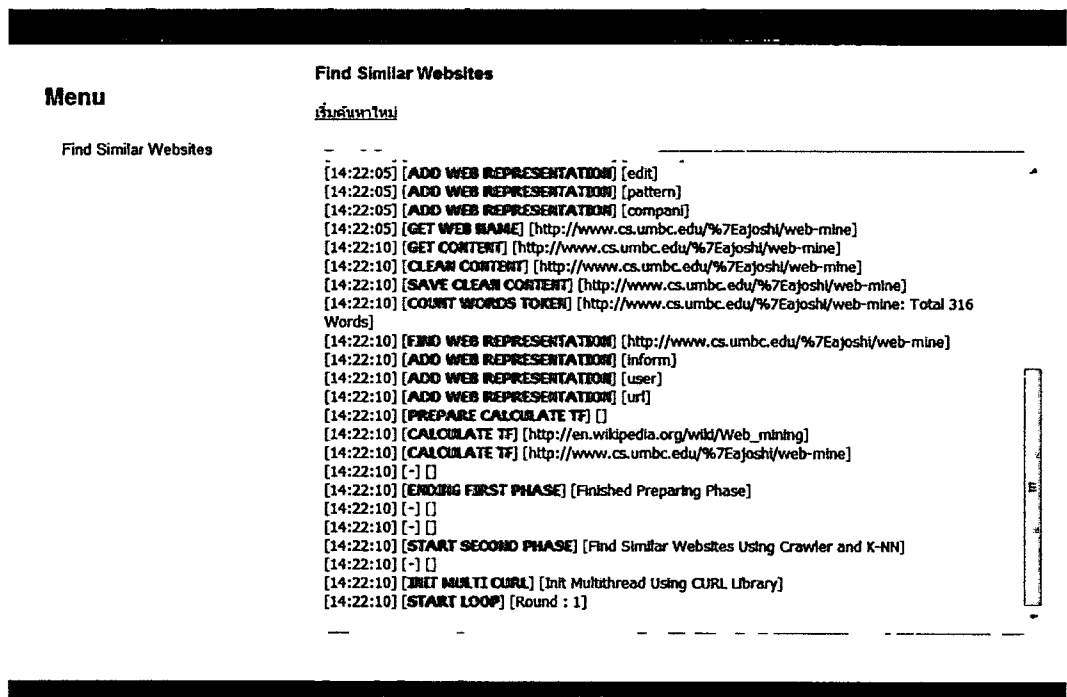 Find Similar Websites
Menu
เริ่มค้นหาใหม่
Find Similar Websites
[14:22:05] [ADD WEB REPRESENTATION] [edit]
[14:22:05] [ADD WEB REPRESENTATION] [pattern]
[14:22:05] [ADD WEB REPRESENTATION] [compani]
[14:22:05] [GET WEB NAME] [http://www.cs.umbc.edu/%7Eajoshi/web-mine]
[14:22:10] [GET CONTENT] [http://www.cs.umbc.edu/%7Eajoshi/web-mine]
[14:22:10] [CLEAN CONTENT] [http://www.cs.umbc.edu/%7Eajoshi/web-mine]
[14:22:10] [SAVE CLEAN CONTENT] [http://www.cs.umbc.edu/%7Eajoshi/web-mine]
[14:22:10] [COUNT WORDS TOKEN] [http://www.cs.umbc.edu/%7Eajoshi/web-mine: Total 316
Words]
[14:22:10] [FIND WEB REPRESENTATION] [http://www.cs.umbc.edu/%7Eajoshi/web-mine]
[14:22:10] [ADD WEB REPRESENTATION] [inform]
[14:22:10] [ADD WEB REPRESENTATION] [user]
[14:22:10] [ADD WEB REPRESENTATION] [url]
[14:22:10] [PREPARE CALCULATE TF] []
[14:22:10] [CALCULATE TF] [http://en.wikipedia.org/wiki/Web_mining]
[14:22:10] [CALCULATE TF] [http://www.cs.umbc.edu/%7Eajoshi/web-mine]
[14:22:10] [-] []
[14:22:10] [ENDING FIRST PHASE] [Finished Preparing Phase]
[14:22:10] [-] []
[14:22:10] [-] []
[14:22:10] [START SECOND PHASE] [Find Similar Websites Using Crawler and K-NN]
[14:22:10] [-] []
[14:22:10] [INIT MULTI CURL] [Init Multithread Using CURL Library]
[14:22:10] [START LOOP] [Round : 1]